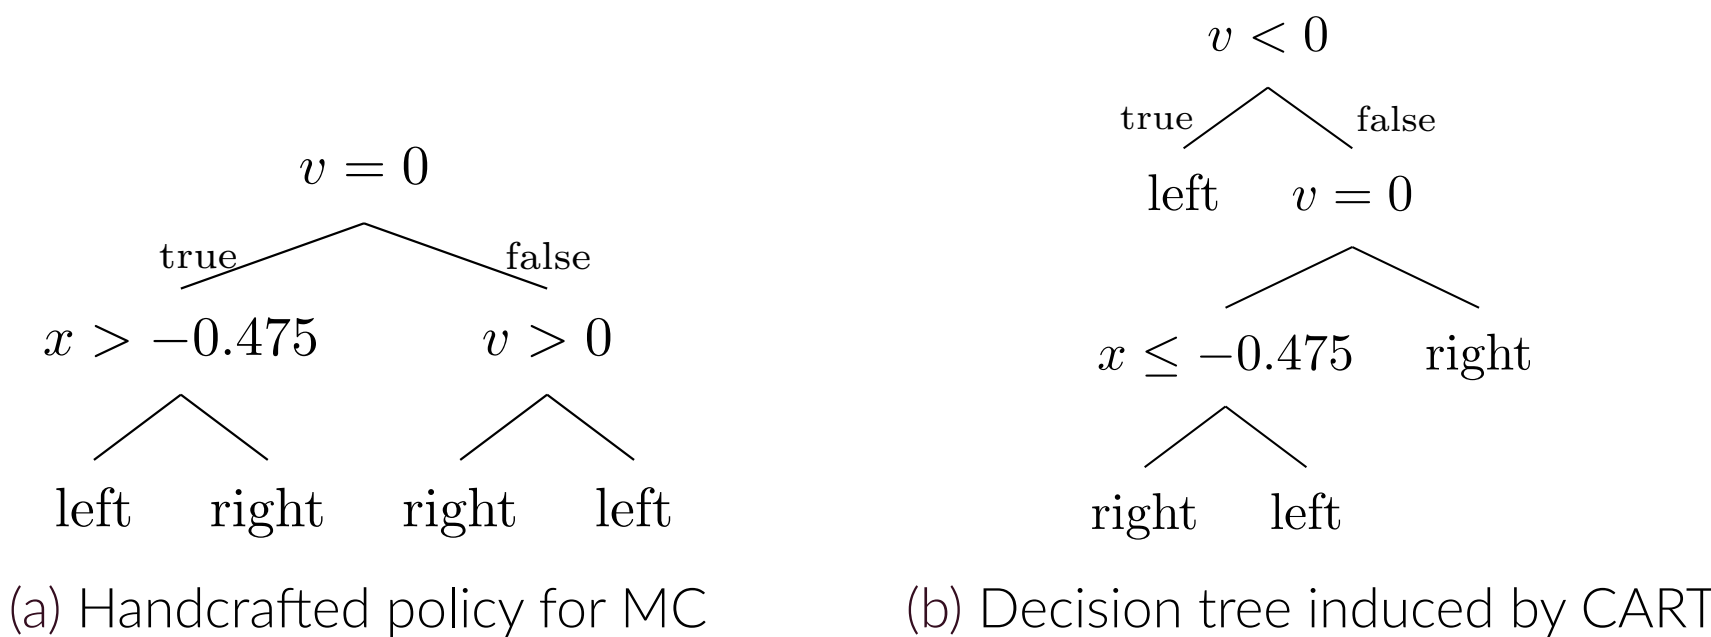 v = 0
true false
x > −0.475 v > 0
left right right left
(a) Handcrafted policy for MC
v < 0
true false
left v = 0
x ≤ −0.475 right
right left
(b) Decision tree induced by CART